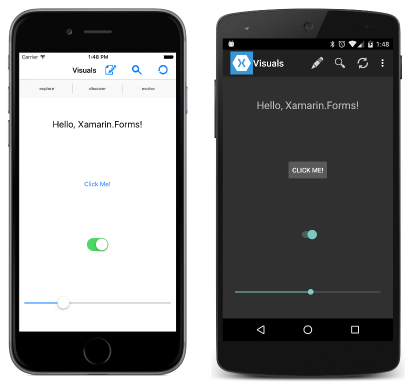 Carrier 1:48 PM
Visuals
explore discover evolve
Hello, Xamarin.Forms!
Click Me!
1:48
Visuals
Hello, Xamarin.Forms!
CLICK ME!